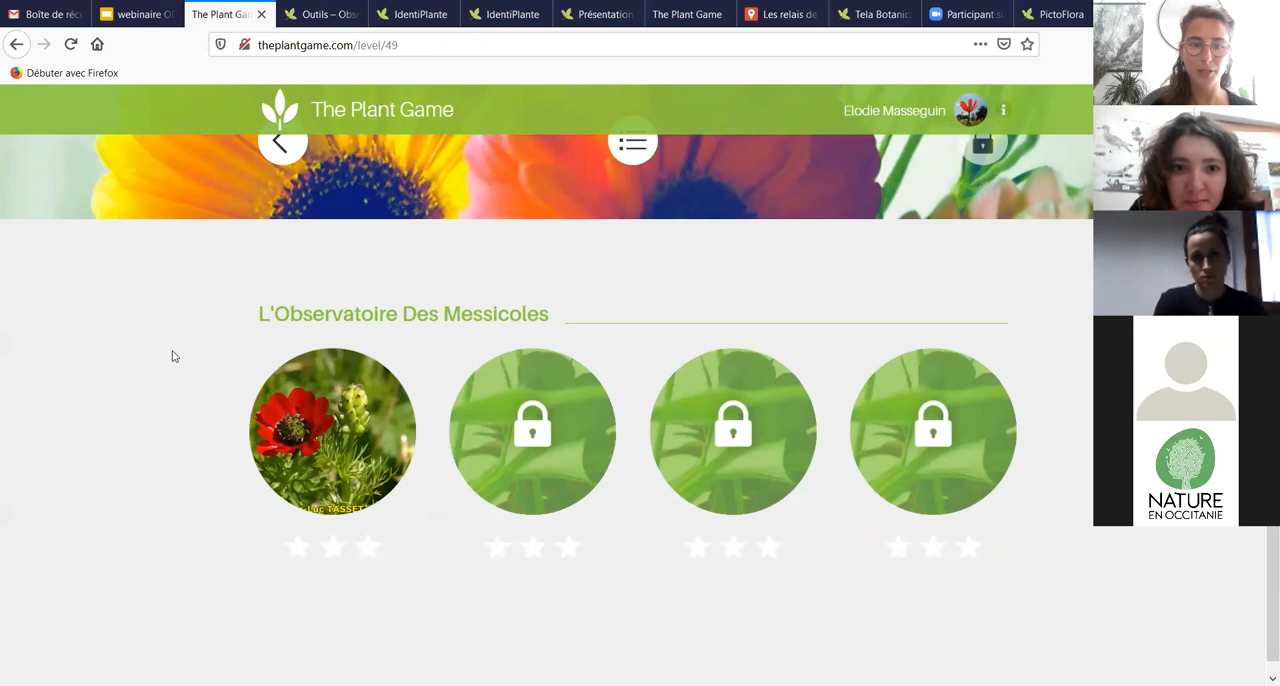 Boîte de réc
webinaire O
The Plant Ga
Outils – Obs
IdentiPlante
IdentiPlante
Présentation
The Plant Game
Les relais de
Tela Botanic
Participant s
PictoFlora
theplantgame.com/level/49
Débuter avec Firefox
The Plant Game
Elodie Masseguin
i
L'Observatoire Des Messicoles
-Luc TASSET
NATURE
EN OCCITANIE